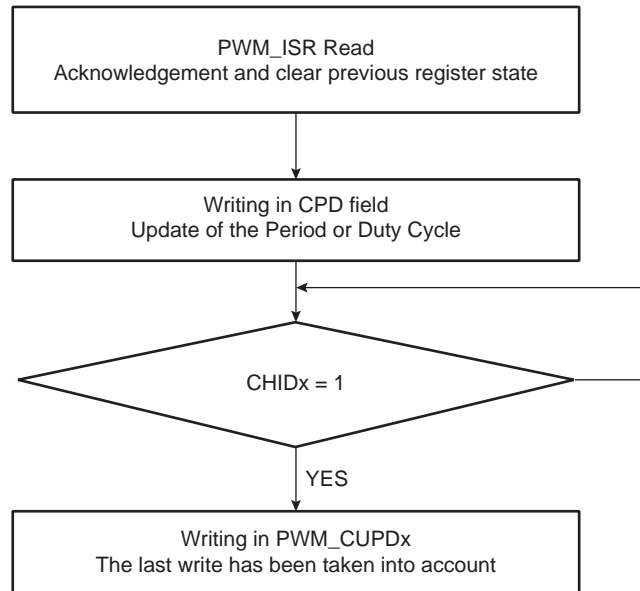 PWM_ISR Read
Acknowledgement and clear previous register state
Writing in CPD field
Update of the Period or Duty Cycle
CHIDx = 1
YES
Writing in PWM_CUPDx
The last write has been taken into account